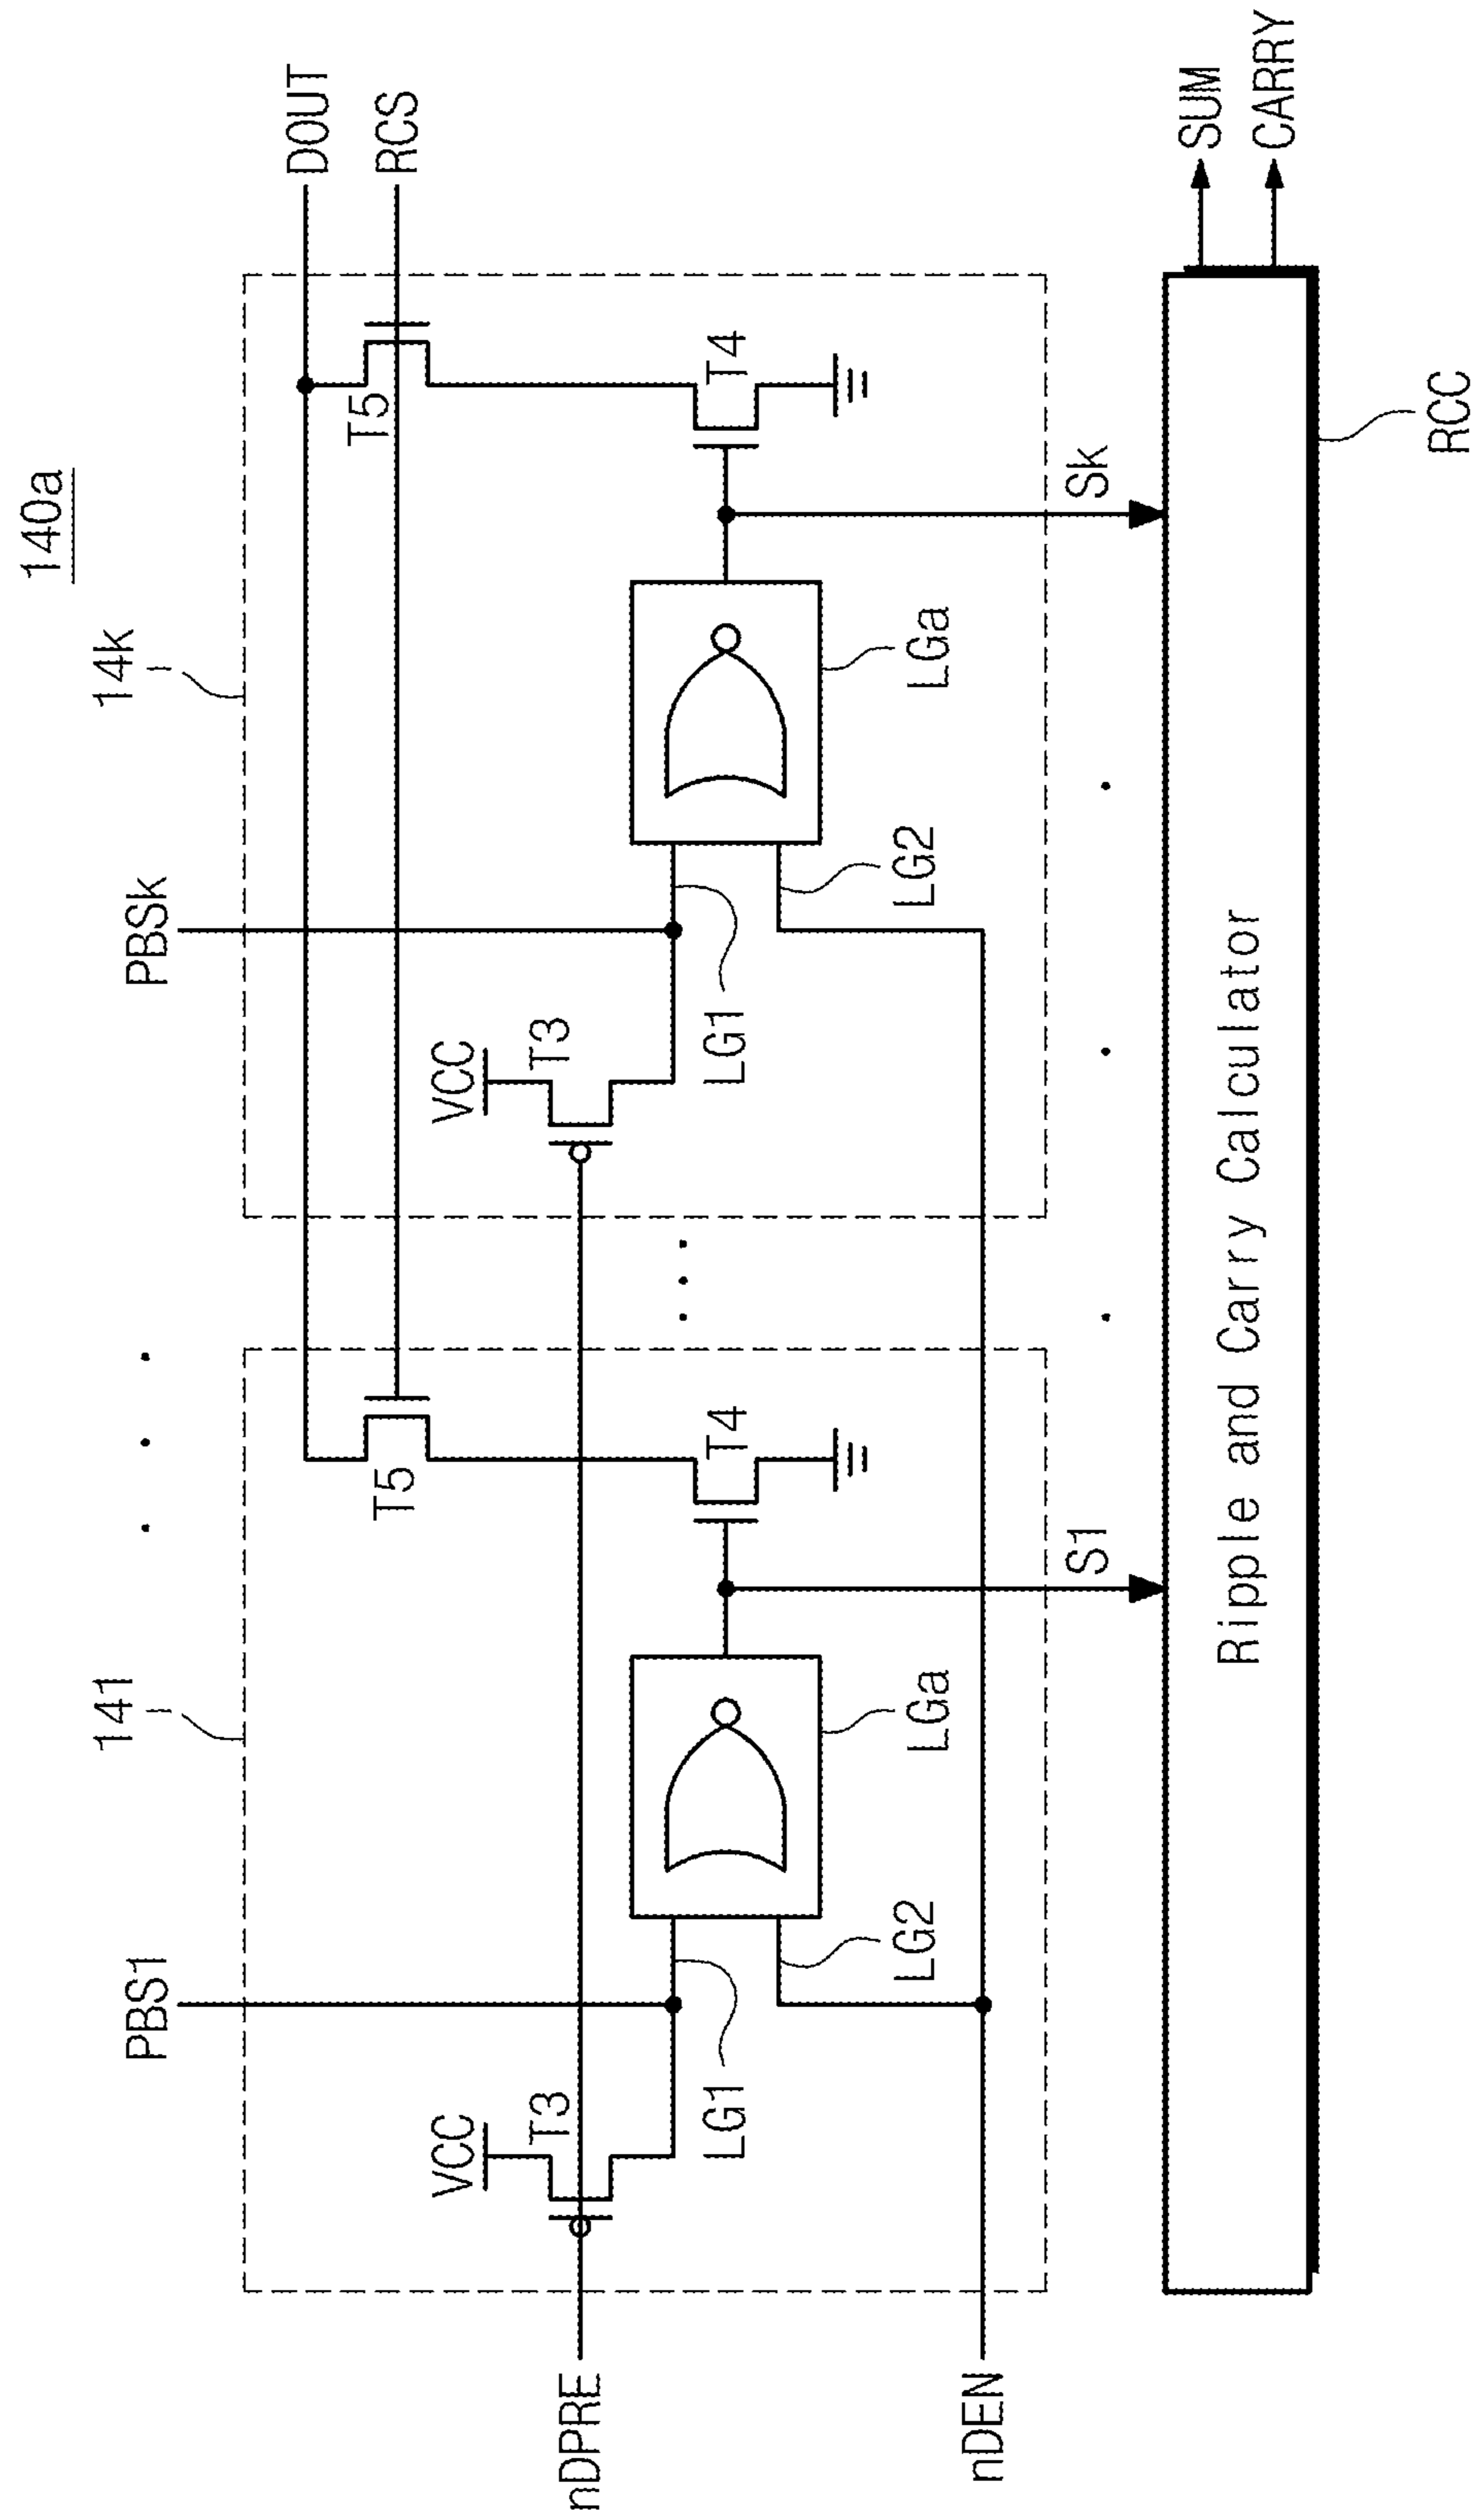 140a
141
14k
PBS1
PBSk
DOUT
RCS
VCC
T3
T5
VCC
T3
T5
nDPRE
LG1
LGa
T4
LG1
LGa
T4
LG2
LG2
nDEN
S1
Sk
Ripple and Carry Calculator
SUM
CARRY
RCC